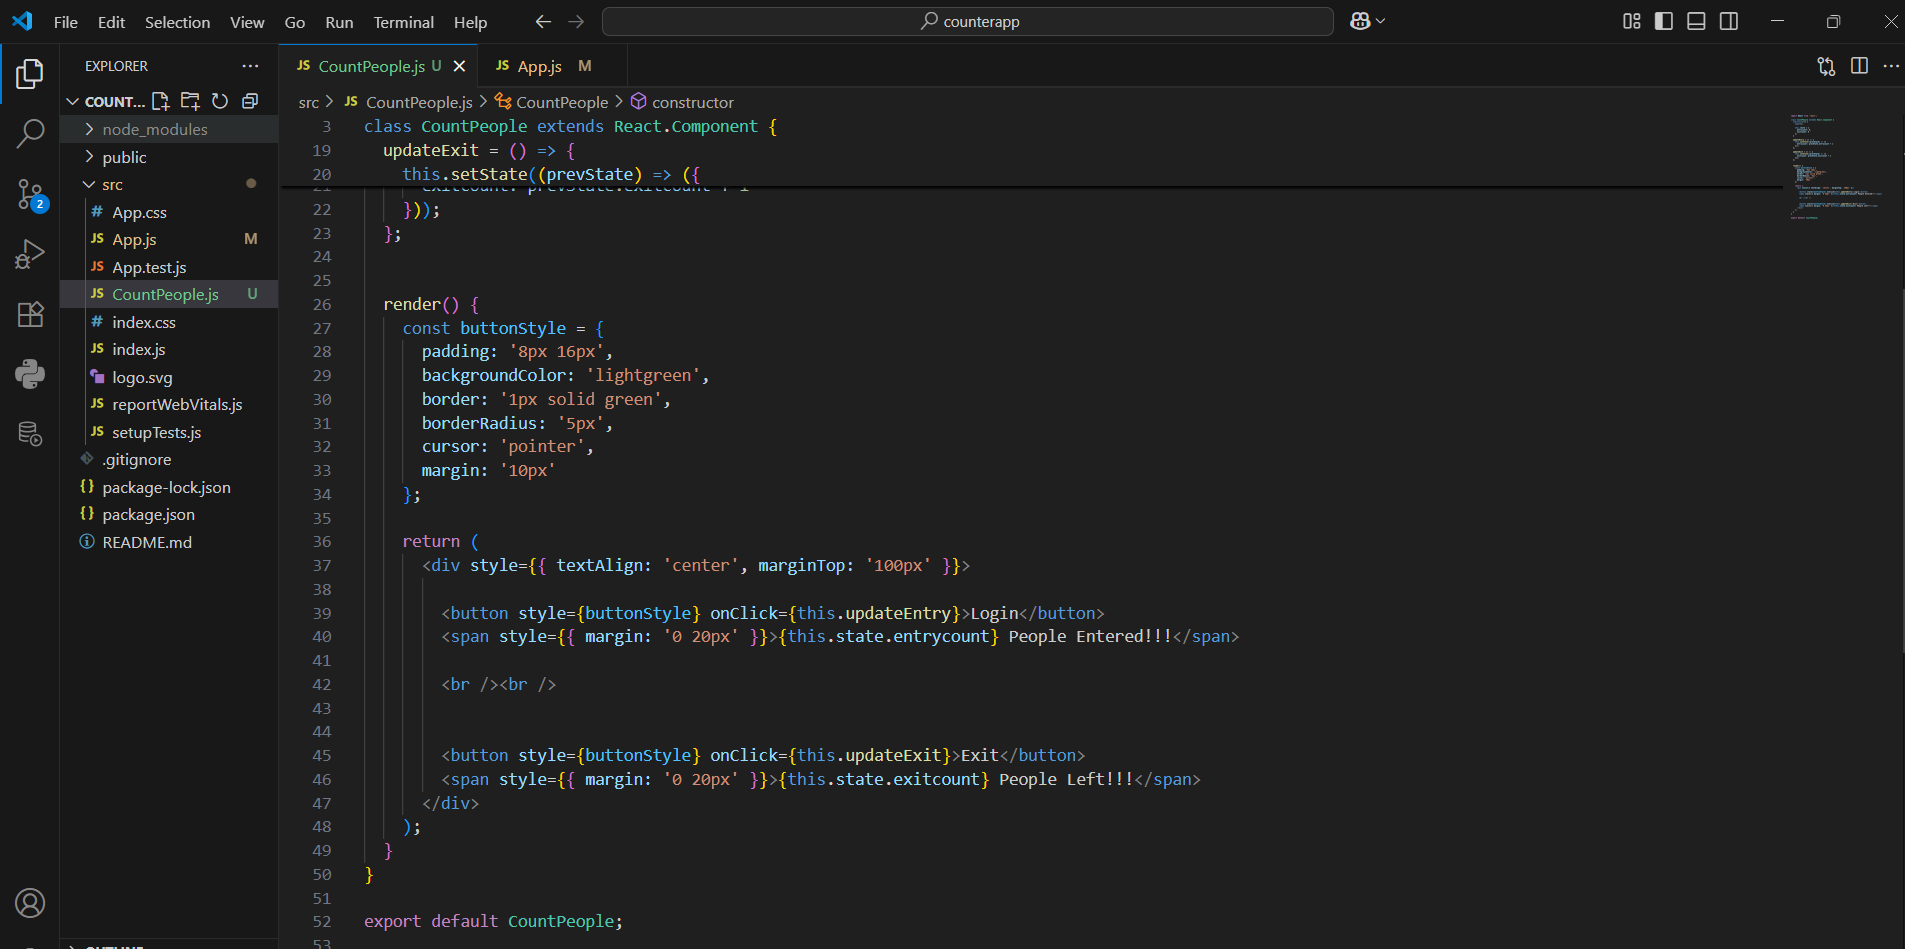 File Edit Selection View Go Run Terminal Help
counterapp
EXPLORER
COUNT...
node_modules
public
src
App.css
App.js M
App.test.js
CountPeople.js U
index.css
index.js
logo.svg
reportWebVitals.js
setupTests.js
.gitignore
package-lock.json
package.json
README.md
OUTLINE
2
JS CountPeople.js U
JS App.js M
src > JS CountPeople.js > CountPeople > constructor
3 class CountPeople extends React.Component {
19 updateExit = () => {
20 this.setState((prevState) => ({
21 exitcount: prevState.exitcount + 1
22 }));
23 };
24
25
26 render() {
27 const buttonStyle = {
28 padding: '8px 16px',
29 backgroundColor: 'lightgreen',
30 border: '1px solid green',
31 borderRadius: '5px',
32 cursor: 'pointer',
33 margin: '10px'
34 };
35
36 return (
37 <div style={{ textAlign: 'center', marginTop: '100px' }}>
38
39 <button style={buttonStyle} onClick={this.updateEntry}>Login</button>
40 <span style={{ margin: '0 20px' }}>{this.state.entrycount} People Entered!!!</span>
41
42 <br /><br />
43
44
45 <button style={buttonStyle} onClick={this.updateExit}>Exit</button>
46 <span style={{ margin: '0 20px' }}>{this.state.exitcount} People Left!!!</span>
47 </div>
48 );
49 }
50 }
51
52 export default CountPeople;
53